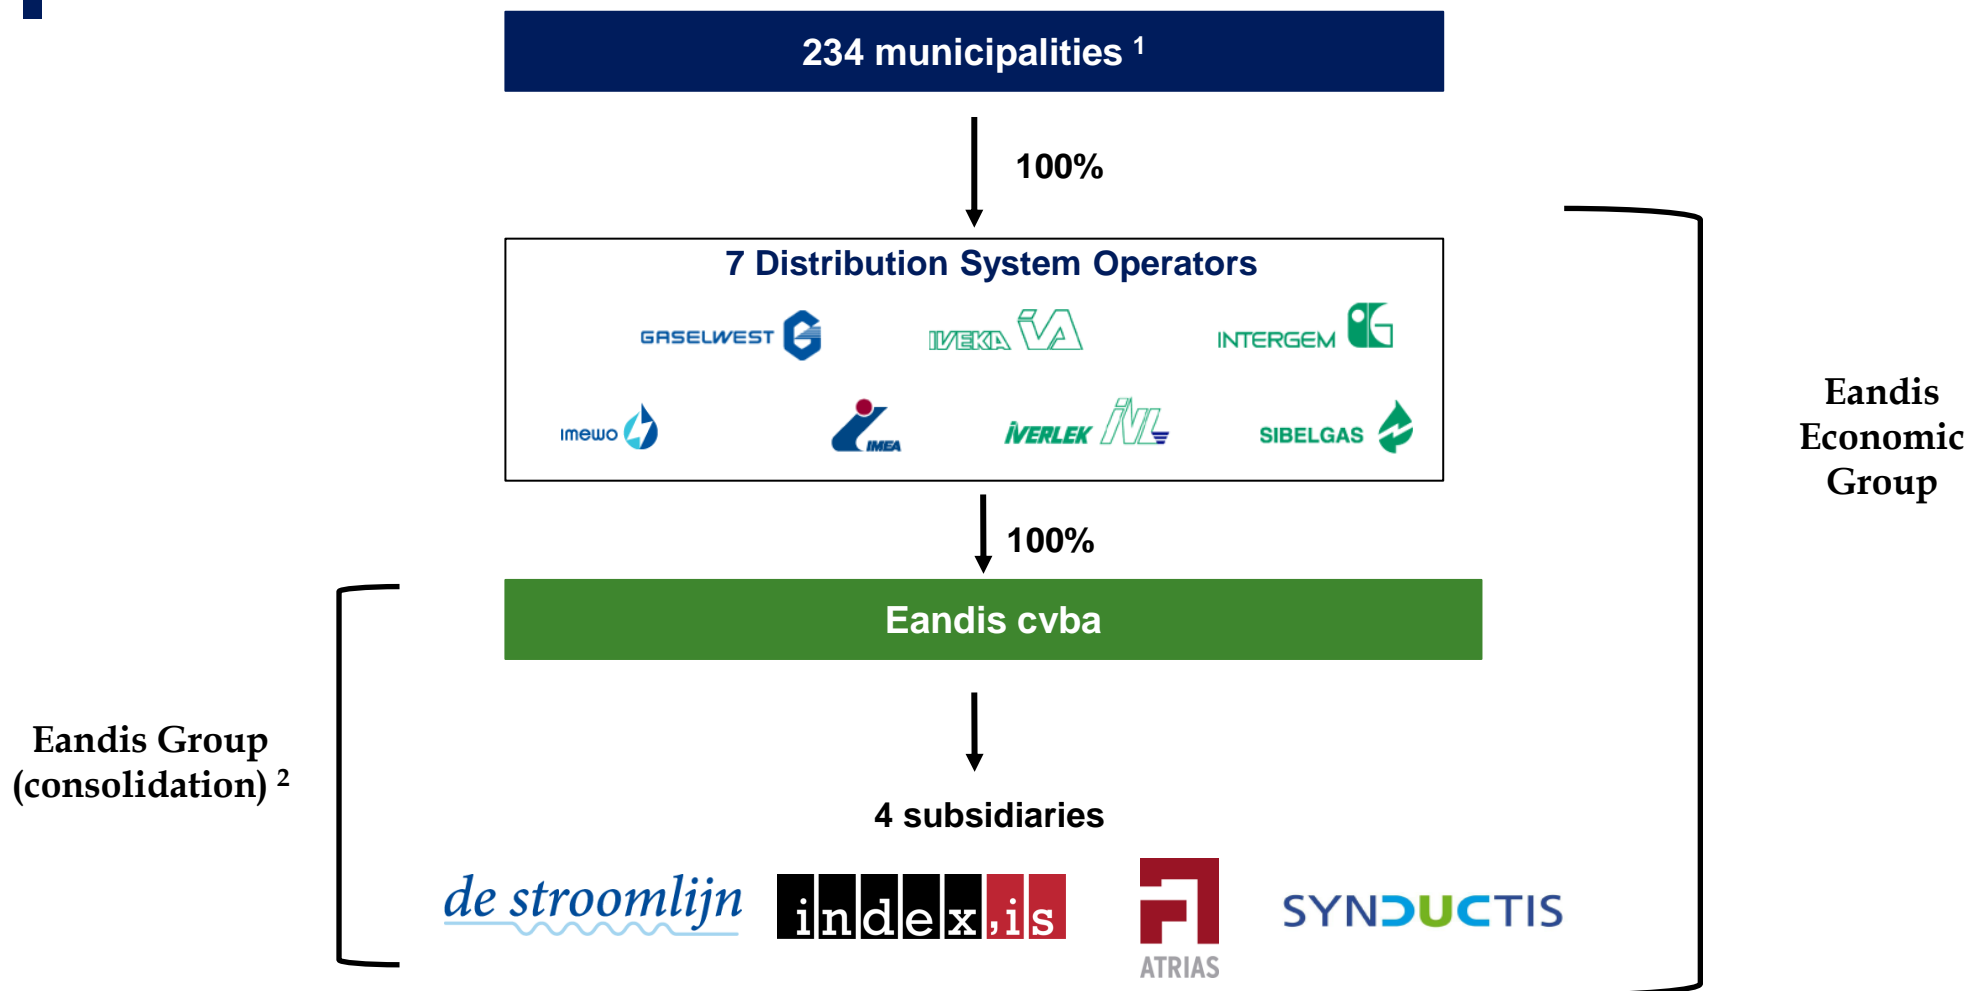 234 municipalities 1
100%
7 Distribution System Operators
GASELWEST
IVEKA
INTERGEM
imewo
IMEA
IVERLEK IVL
SIBELGAS
100%
Eandis cvba
Eandis
Economic
Group
Eandis Group
(consolidation) 2
4 subsidiaries
de stroomlijn
index,is
ATRIAS
SYNDUCTIS